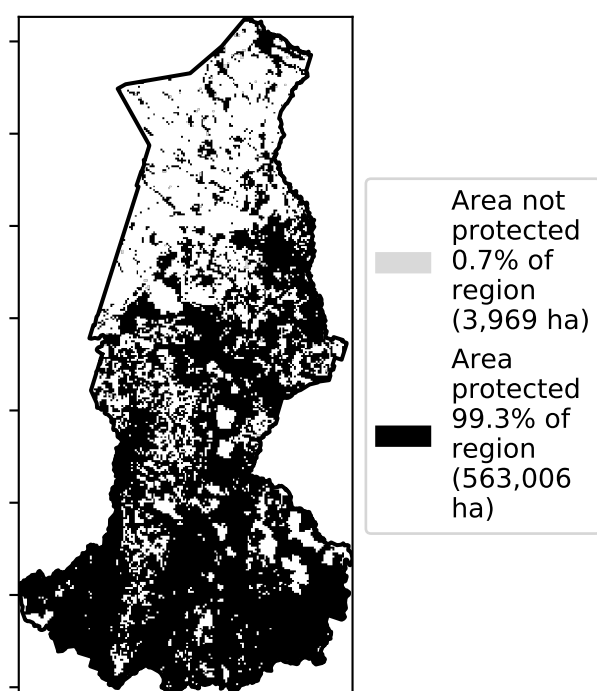 Area not
protected
0.7% of
region
(3,969 ha)
Area
protected
99.3% of
region
(563,006
ha)